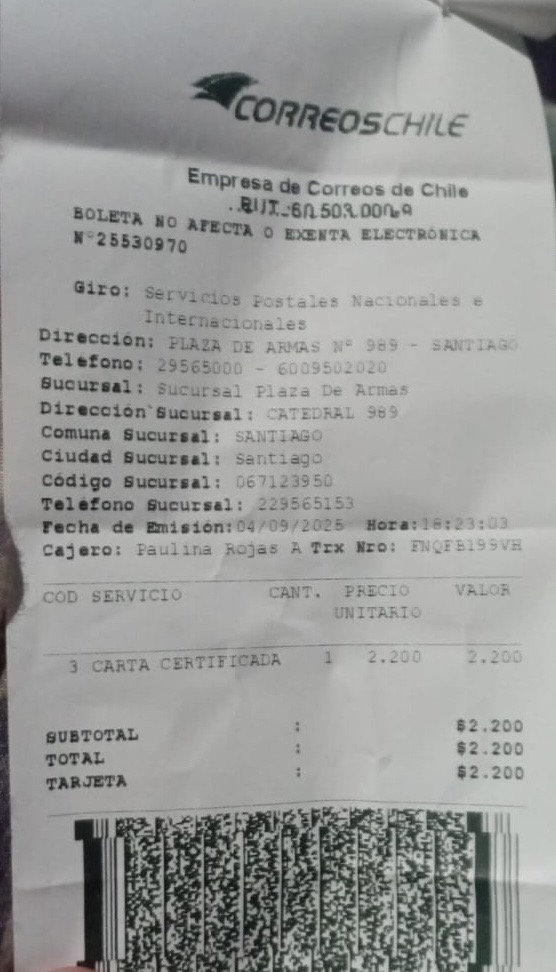 CORREOSCHILE
Empresa de Correos de Chile
RUT.:60.503.000-9
BOLETA NO AFECTA O EXENTA ELECTRÓNICA
N°25530970
Giro: Servicios Postales Nacionales e
Internacionales
Dirección: PLAZA DE ARMAS Nº 989 - SANTIAGO
Teléfono: 29565000 - 6009502020
Sucursal: Sucursal Plaza De Armas
Dirección Sucursal: CATEDRAL 989
Comuna Sucursal: SANTIAGO
Ciudad Sucursal: Santiago
Código Sucursal: 067123950
Teléfono Sucursal: 229565153
Fecha de Emisión:04/09/2025 Hora:18:23:03
Cajero: Paulina Rojas A Trx Nro: FNQFB199VH
COD SERVICIO CANT. PRECIO VALOR
UNITARIO
3 CARTA CERTIFICADA 1 2.200 2.200
SUBTOTAL : $2.200
TOTAL : $2.200
TARJETA : $2.200